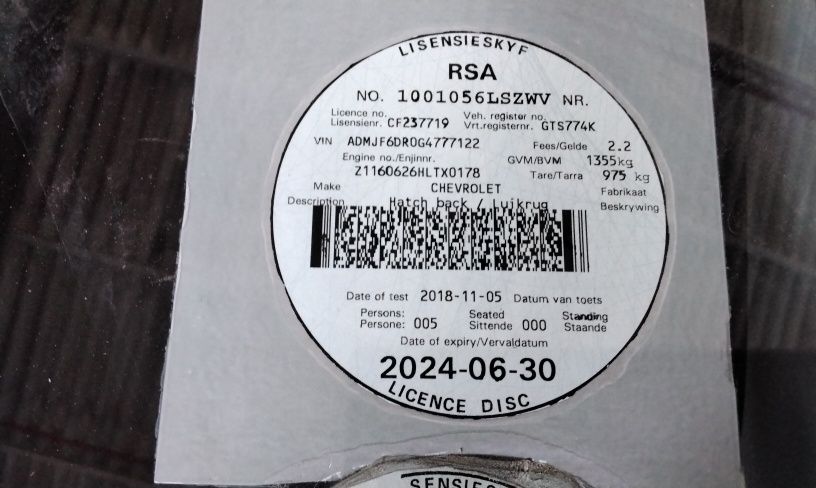 LISENSIESKYF
RSA
NO. 1001056LSZWV NR.
Licence no. Veh. register no.
Lisensienr. CF237719 Vrt.registernr. GTS774K
VIN ADMJF6DR0G4777122 Fees/Gelde 2.2
Engine no./Enjinnr. GVM/BVM 1355kg
Z1160626HLTX0178 Tare/Tarra 975 kg
Make CHEVROLET Fabrikaat
Description Hatch back / Luikrug Beskrywing
Date of test 2018-11-05 Datum van toets
Persons: Seated Standing
Persone: 005 Sittende 000 Staande
Date of expiry/Vervaldatum
2024-06-30
LICENCE DISC